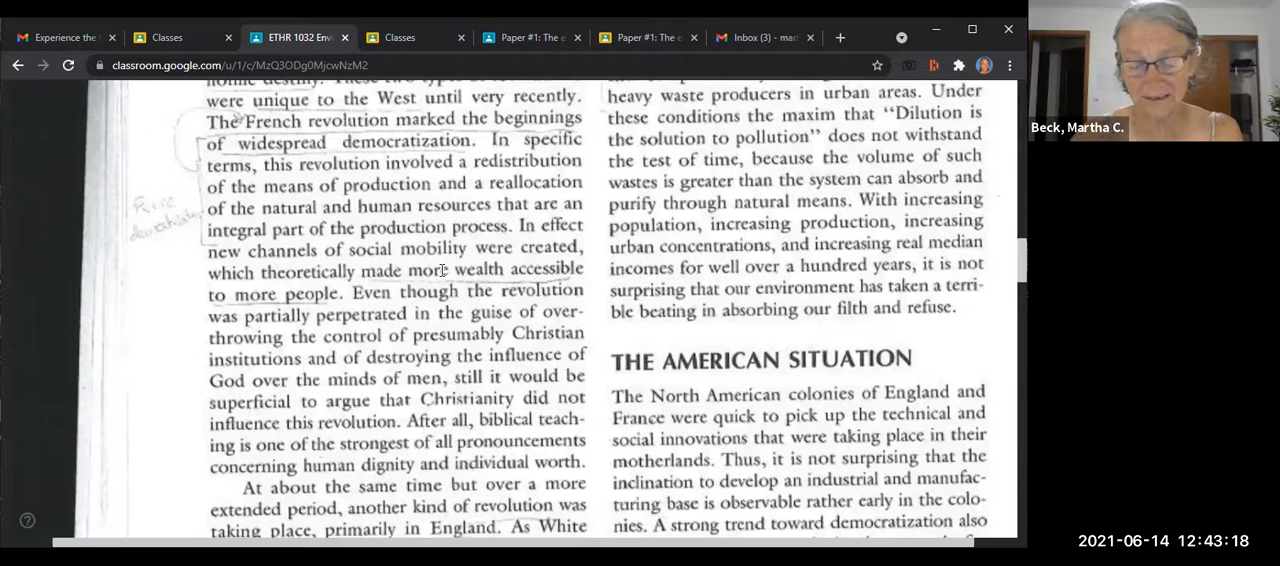 Experience the
Classes
ETHR 1032 Envi
Classes
Paper #1: The e
Paper #1: The e
Inbox (3) - mart
classroom.google.com/u/1/c/MzQ3ODg0MjcwNzM2
Beck, Martha C.
were unique to the West until very recently.
The French revolution marked the beginnings
of widespread democratization. In specific
terms, this revolution involved a redistribution
of the means of production and a reallocation
of the natural and human resources that are an
integral part of the production process. In effect
new channels of social mobility were created,
which theoretically made more wealth accessible
to more people. Even though the revolution
was partially perpetrated in the guise of over-
throwing the control of presumably Christian
institutions and of destroying the influence of
God over the minds of men, still it would be
superficial to argue that Christianity did not
influence this revolution. After all, biblical teach-
ing is one of the strongest of all pronouncements
concerning human dignity and individual worth.
At about the same time but over a more
extended period, another kind of revolution was
taking place, primarily in England. As White
heavy waste producers in urban areas. Under
these conditions the maxim that “Dilution is
the solution to pollution” does not withstand
the test of time, because the volume of such
wastes is greater than the system can absorb and
purify through natural means. With increasing
population, increasing production, increasing
urban concentrations, and increasing real median
incomes for well over a hundred years, it is not
surprising that our environment has taken a terri-
ble beating in absorbing our filth and refuse.
THE AMERICAN SITUATION
The North American colonies of England and
France were quick to pick up the technical and
social innovations that were taking place in their
motherlands. Thus, it is not surprising that the
inclination to develop an industrial and manufac-
turing base is observable rather early in the colo-
nies. A strong trend toward democratization also
2021-06-14 12:43:18